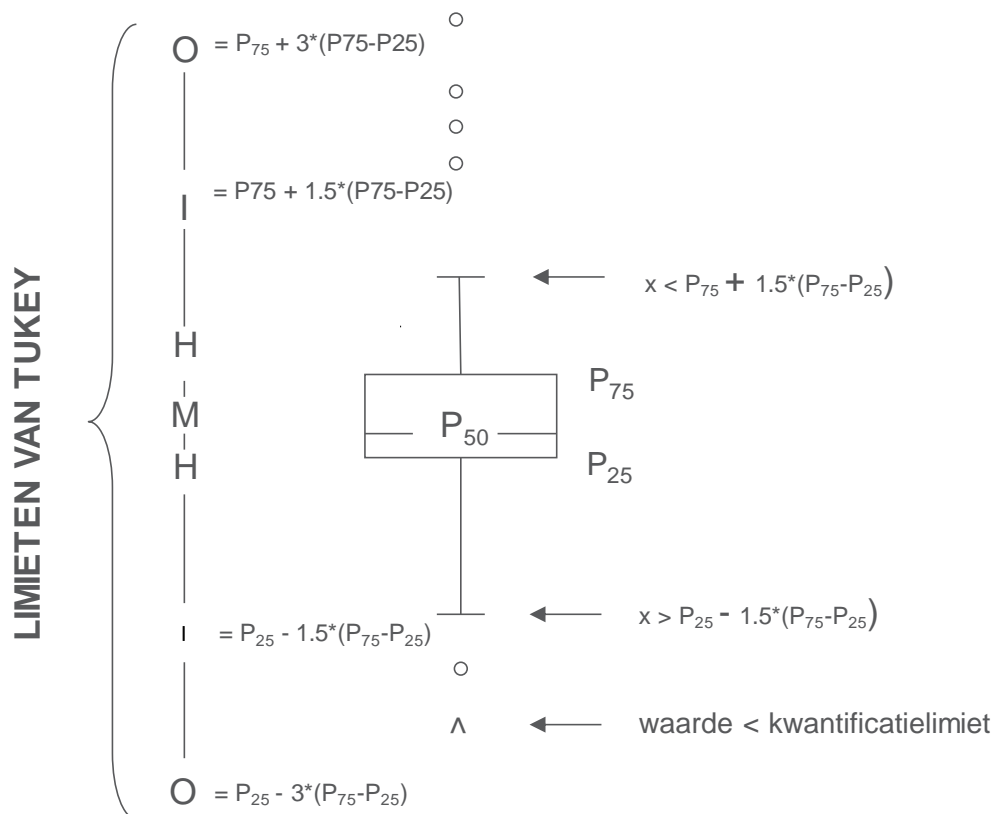 LIMIETEN VAN TUKEY
O = P₇₅ + 3*(P75-P25)
I = P75 + 1.5*(P75-P25)
x < P₇₅ + 1.5*(P₇₅-P₂₅)
H
P₇₅
M
P₅₀
H
P₂₅
x > P₂₅ - 1.5*(P₇₅-P₂₅)
I = P₂₅ - 1.5*(P₇₅-P₂₅)
^
waarde < kwantificatielimiet
O = P₂₅ - 3*(P₇₅-P₂₅)